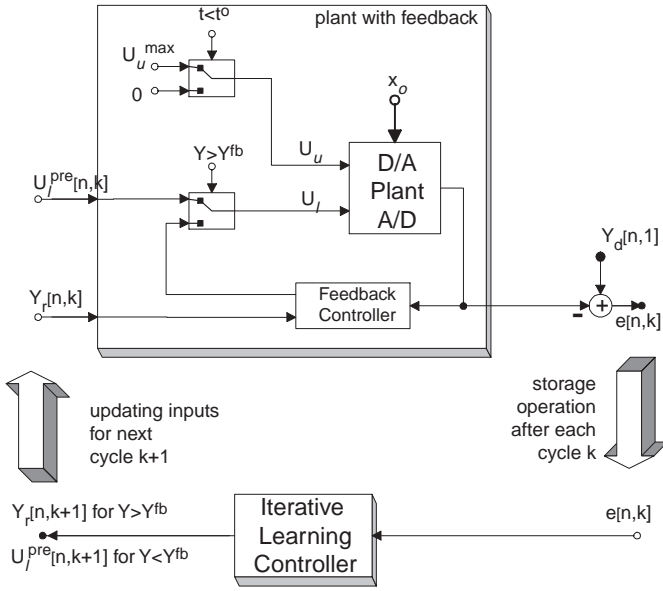 plant with feedback
t<t^o
U_u^max
0
x_o
Y>Y^fb
U_u
D/A
Plant
A/D
U_l^pre[n,k]
U_l
Y_d[n,1]
Y_r[n,k]
Feedback
Controller
-
+
e[n,k]
updating inputs
for next
cycle k+1
storage
operation
after each
cycle k
Y_r[n,k+1] for Y>Y^fb
U_l^pre[n,k+1] for Y<Y^fb
Iterative
Learning
Controller
e[n,k]